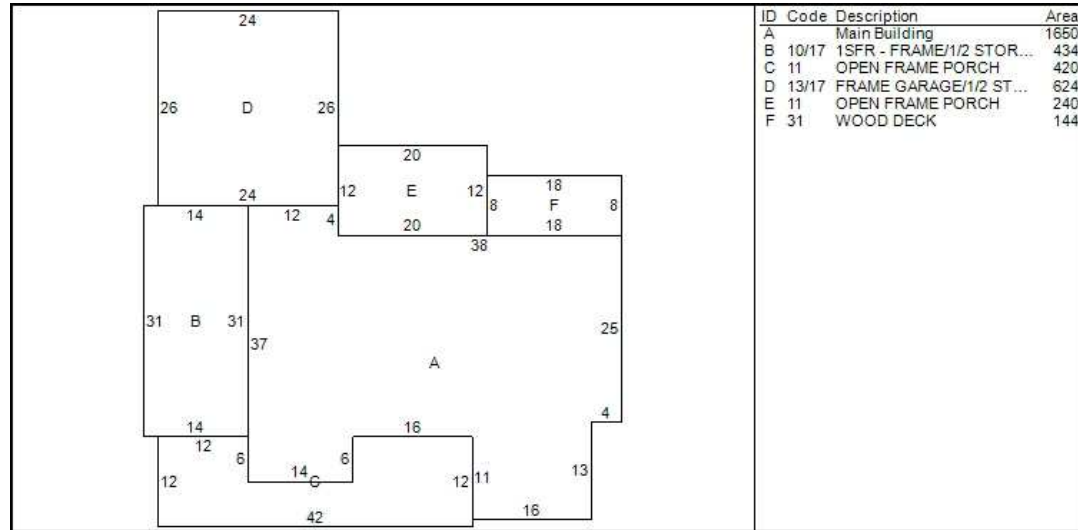 24
26 D 26
24
20
12 E 12
20
18
8 F 8
18
14
12
4
38
31 B 31
37
A
25
14
12
6
14
C
6
16
12
11
4
13
16
12
42
ID Code Description Area
A Main Building 1650
B 10/17 1SFR - FRAME/1/2 STOR... 434
C 11 OPEN FRAME PORCH 420
D 13/17 FRAME GARAGE/1/2 ST... 624
E 11 OPEN FRAME PORCH 240
F 31 WOOD DECK 144